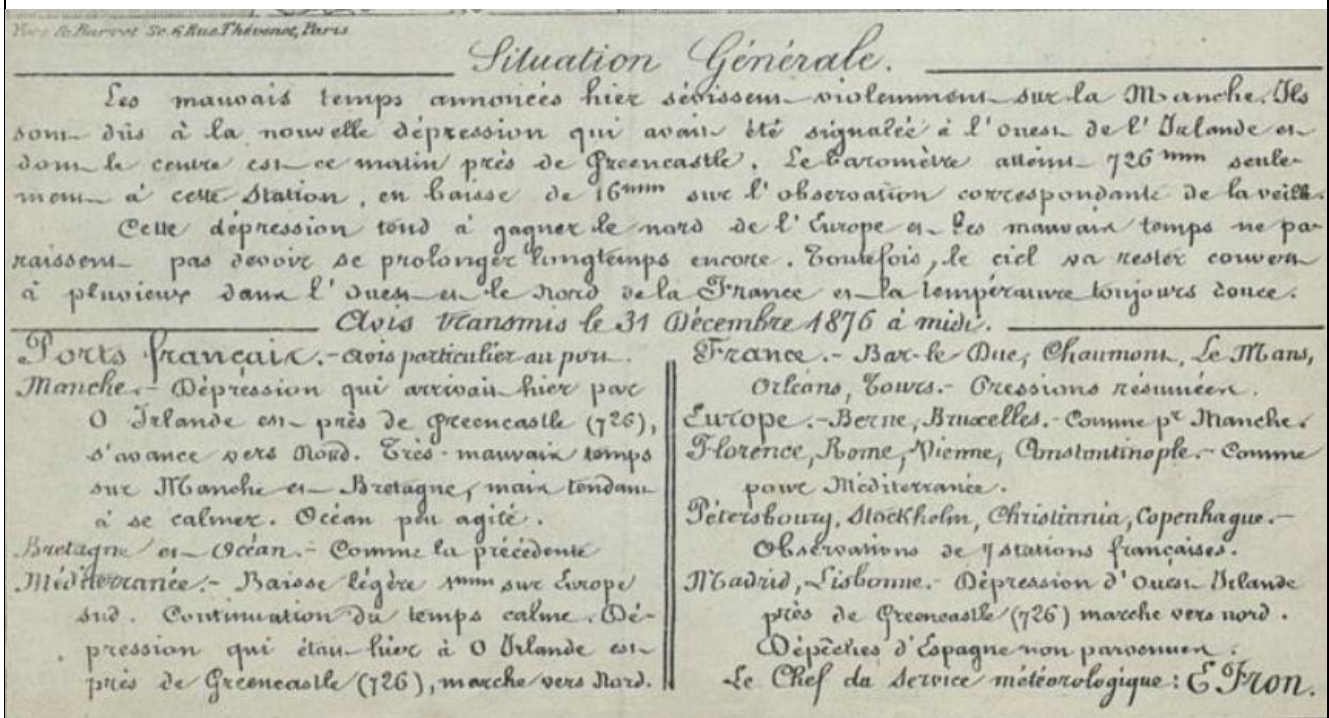 Yves & Barret Sc. 6 Rue Thévenot, Paris
Situation Générale.
Les mauvais temps annoncés hier sévissent violemment sur la Manche. Ils
sont dûs à la nouvelle dépression qui avait été signalée à l'ouest de l'Irlande et
dont le centre est ce matin près de Greencastle. Le baromètre atteint 726mm seule-
ment à cette station, en baisse de 16mm sur l'observation correspondante de la veille.
Cette dépression tend à gagner le nord de l'Europe et les mauvais temps ne pa-
raissent pas devoir se prolonger longtemps encore. Toutefois, le ciel va rester couvert
à pluvieux dans l'Ouest et le Nord de la France et la température toujours douce.
Avis transmis le 31 Décembre 1876 à midi.
Ports français. - avis particulier au port.
Manche. - Dépression qui arrivait hier par
O Irlande est près de Greencastle (726),
s'avance vers Nord. Très-mauvais temps
sur Manche et Bretagne, mais tendant
à se calmer. Océan peu agité.
Bretagne et Océan. - Comme la précédente
Méditerranée. - Baisse légère 1mm sur Europe
sud. Continuation du temps calme. Dé-
pression qui était hier à O Irlande est
près de Greencastle (726), marche vers Nord.
France. - Bar-le-Duc, Chaumont, Le Mans,
Orléans, Tours. - Pressions résumées.
Europe. - Berne, Bruxelles. - Comme pr Manche.
Florence, Rome, Vienne, Constantinople. - Comme
pour Méditerranée.
Pétersbourg, Stockholm, Christiania, Copenhague. -
Observations de 7 stations françaises.
Madrid, Lisbonne. - Dépression d'Ouest Irlande
près de Greencastle (726) marche vers nord.
Dépêches d'Espagne non parvenues.
Le Chef du Service météorologique : E Fron.